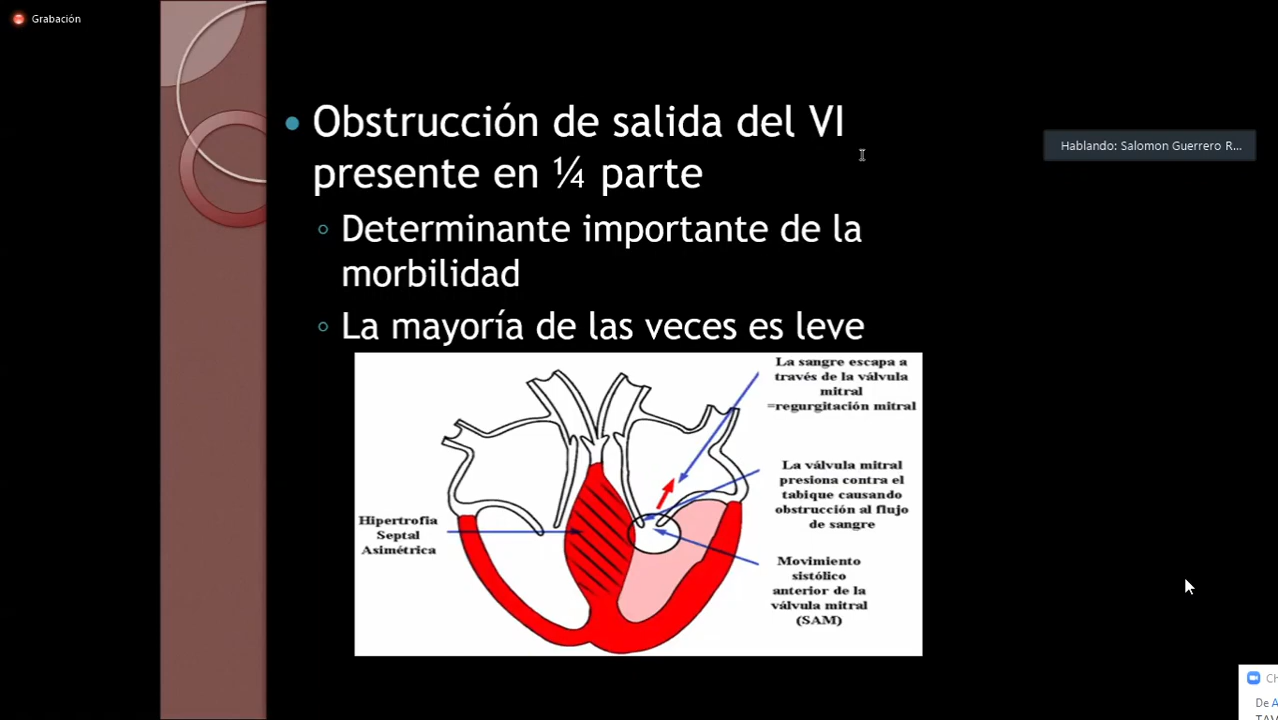 Grabación
Obstrucción de salida del VI
presente en ¼ parte
Hablando: Salomon Guerrero R...
Determinante importante de la
morbilidad
La mayoría de las veces es leve
La sangre escapa a
través de la válvula
mitral
=regurgitación mitral
La válvula mitral
presiona contra el
tabique causando
obstrucción al flujo
de sangre
Hipertrofia
Septal
Asimétrica
Movimiento
sistólico
anterior de la
válvula mitral
(SAM)
De A